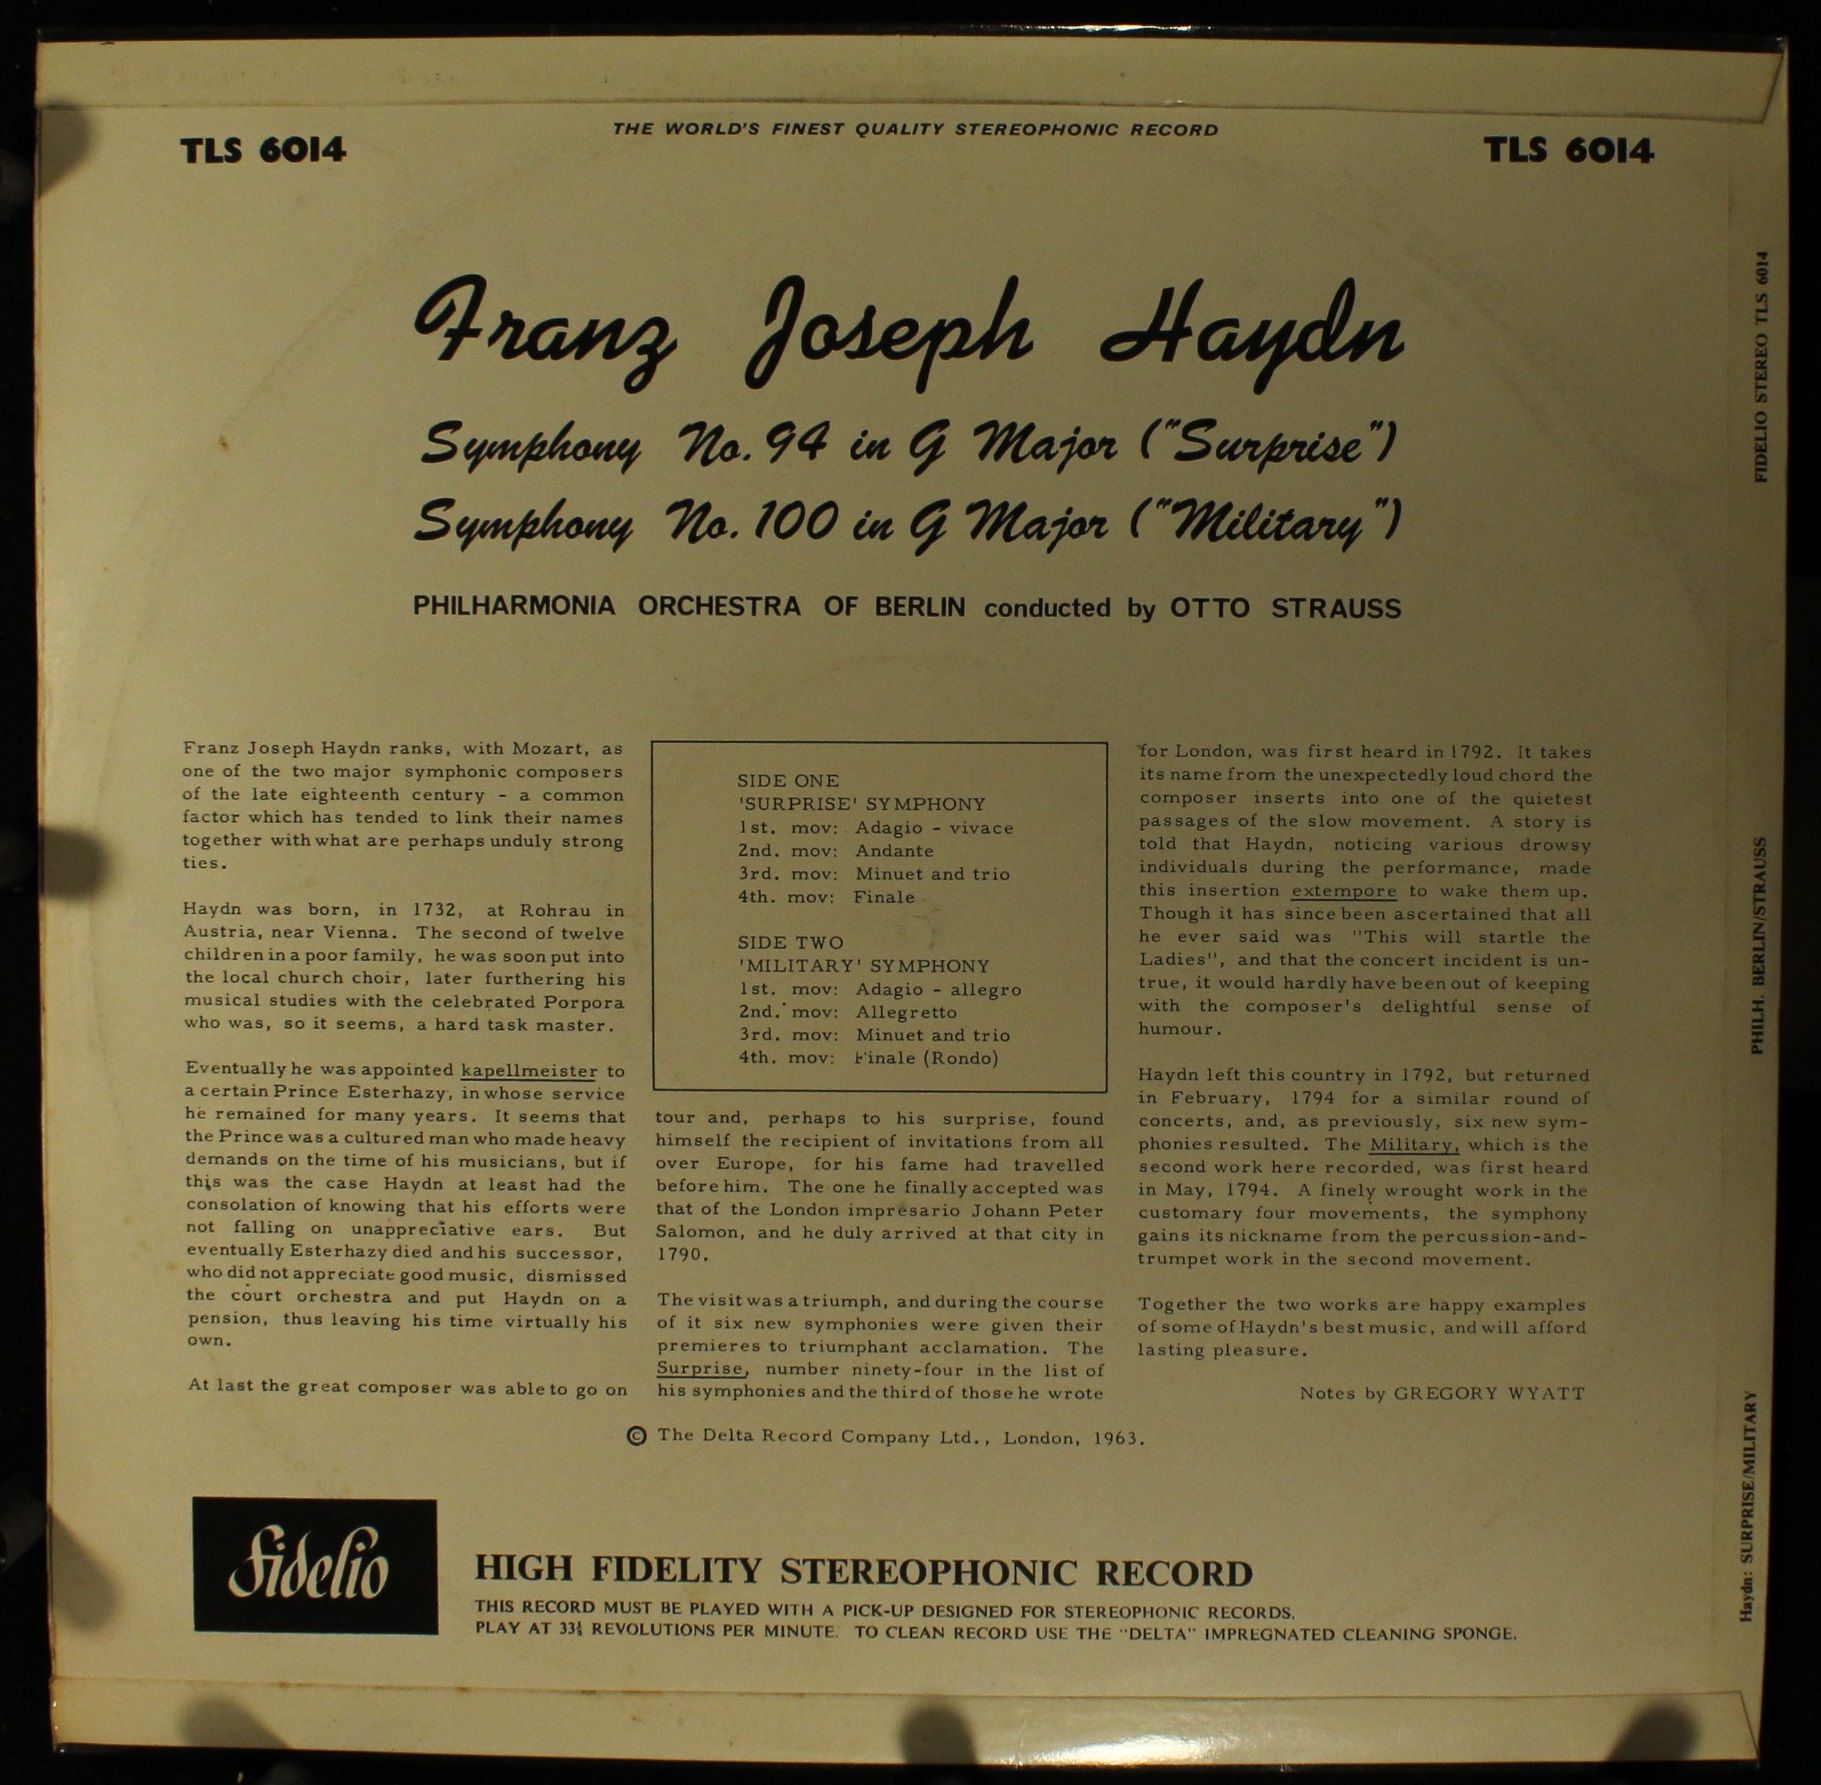 THE WORLD'S FINEST QUALITY STEREOPHONIC RECORD
TLS 6014
TLS 6014
Franz Joseph Haydn
Symphony No. 94 in G Major ("Surprise")
Symphony No. 100 in G Major ("Military")
PHILHARMONIA ORCHESTRA OF BERLIN conducted by OTTO STRAUSS
Franz Joseph Haydn ranks, with Mozart, as
one of the two major symphonic composers
of the late eighteenth century - a common
factor which has tended to link their names
together with what are perhaps unduly strong
ties.
Haydn was born, in 1732, at Rohrau in
Austria, near Vienna. The second of twelve
children in a poor family, he was soon put into
the local church choir, later furthering his
musical studies with the celebrated Porpora
who was, so it seems, a hard task master.
Eventually he was appointed kapellmeister to
a certain Prince Esterhazy, in whose service
he remained for many years. It seems that
the Prince was a cultured man who made heavy
demands on the time of his musicians, but if
this was the case Haydn at least had the
consolation of knowing that his efforts were
not falling on unappreciative ears. But
eventually Esterhazy died and his successor,
who did not appreciate good music, dismissed
the court orchestra and put Haydn on a
pension, thus leaving his time virtually his
own.
At last the great composer was able to go on
SIDE ONE
'SURPRISE' SYMPHONY
1st. mov: Adagio - vivace
2nd. mov: Andante
3rd. mov: Minuet and trio
4th. mov: Finale
SIDE TWO
'MILITARY' SYMPHONY
1st. mov: Adagio - allegro
2nd. mov: Allegretto
3rd. mov: Minuet and trio
4th. mov: Finale (Rondo)
tour and, perhaps to his surprise, found
himself the recipient of invitations from all
over Europe, for his fame had travelled
before him. The one he finally accepted was
that of the London impresario Johann Peter
Salomon, and he duly arrived at that city in
1790.
The visit was a triumph, and during the course
of it six new symphonies were given their
premieres to triumphant acclamation. The
Surprise, number ninety-four in the list of
his symphonies and the third of those he wrote
for London, was first heard in 1792. It takes
its name from the unexpectedly loud chord the
composer inserts into one of the quietest
passages of the slow movement. A story is
told that Haydn, noticing various drowsy
individuals during the performance, made
this insertion extempore to wake them up.
Though it has since been ascertained that all
he ever said was "This will startle the
Ladies", and that the concert incident is un-
true, it would hardly have been out of keeping
with the composer's delightful sense of
humour.
Haydn left this country in 1792, but returned
in February, 1794 for a similar round of
concerts, and, as previously, six new sym-
phonies resulted. The Military, which is the
second work here recorded, was first heard
in May, 1794. A finely wrought work in the
customary four movements, the symphony
gains its nickname from the percussion-and-
trumpet work in the second movement.
Together the two works are happy examples
of some of Haydn's best music, and will afford
lasting pleasure.
Notes by GREGORY WYATT
© The Delta Record Company Ltd., London, 1963.
Fidelio
HIGH FIDELITY STEREOPHONIC RECORD
THIS RECORD MUST BE PLAYED WITH A PICK-UP DESIGNED FOR STEREOPHONIC RECORDS.
PLAY AT 33⅓ REVOLUTIONS PER MINUTE. TO CLEAN RECORD USE THE "DELTA" IMPREGNATED CLEANING SPONGE.
Haydn: SURPRISE/MILITARY
PHILH. BERLIN/STRAUSS
FIDELIO STEREO TLS 6014